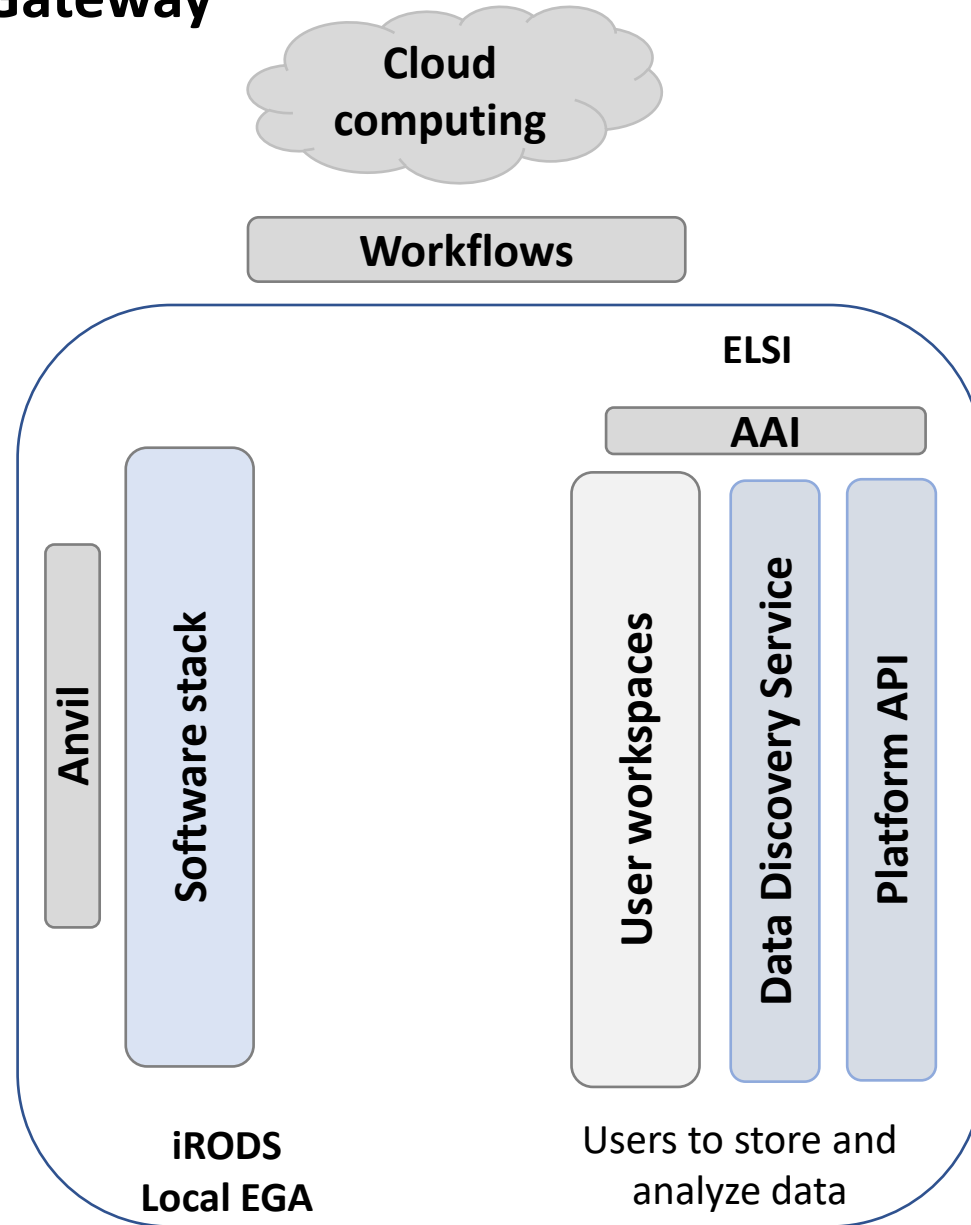 Gateway
Cloud
computing
Workflows
ELSI
AAI
Anvil
Software stack
User workspaces
Data Discovery Service
Platform API
iRODS
Local EGA
Users to store and
analyze data